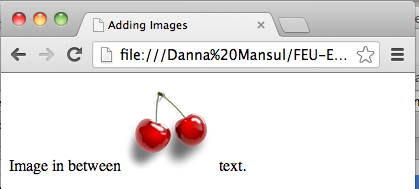 Adding Images
file:///Danna%20Mansul/FEU-E...
Image in between text.